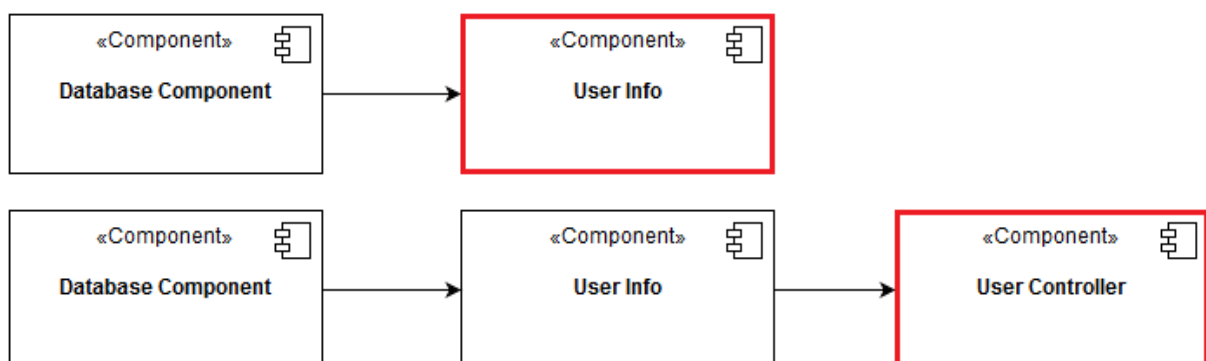 «Component»
Database Component
«Component»
User Info
«Component»
Database Component
«Component»
User Info
«Component»
User Controller